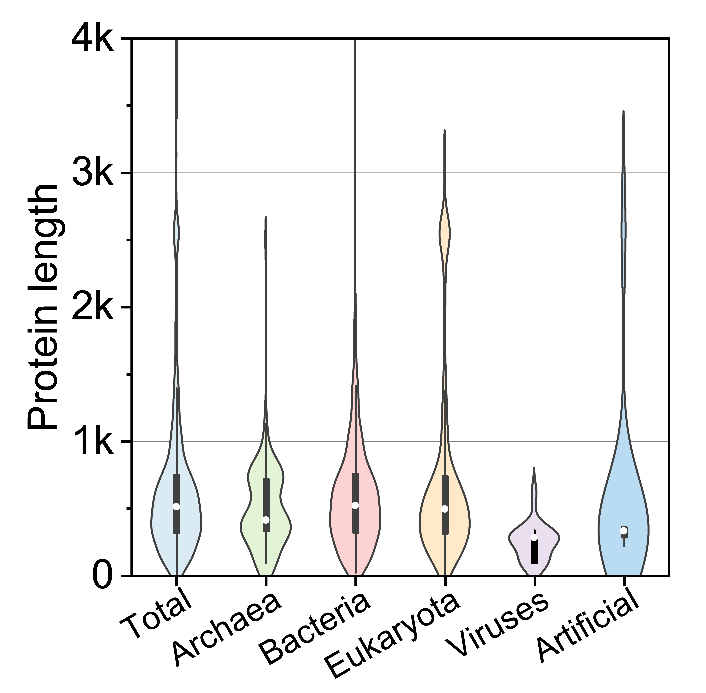 4k
3k
2k
1k
0
Protein length
Total
Archaea
Bacteria
Eukaryota
Viruses
Artificial